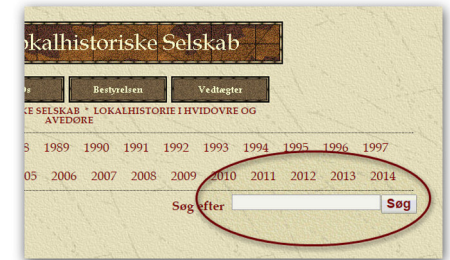 okalhistoriske Selskab
Bestyrelsen Vedtægter
KE SELSKAB * LOKALHISTORIE I HVIDOVRE OG
AVEDØRE
8 1989 1990 1991 1992 1993 1994 1995 1996 1997
05 2006 2007 2008 2009 2010 2011 2012 2013 2014
Søg efter Søg